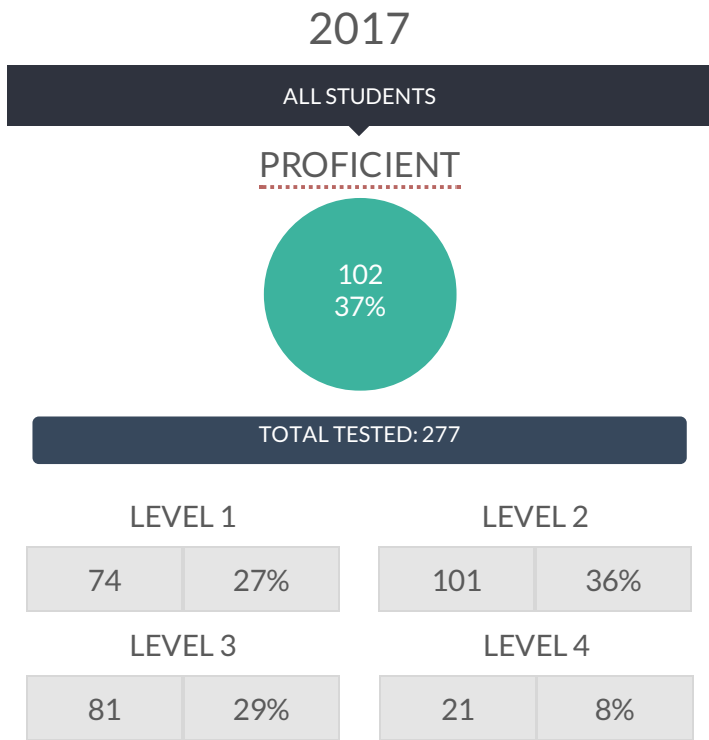 2017
ALL STUDENTS
PROFICIENT
102
37%
TOTAL TESTED: 277
LEVEL 1 LEVEL 2
74 27% 101 36%
LEVEL 3 LEVEL 4
81 29% 21 8%